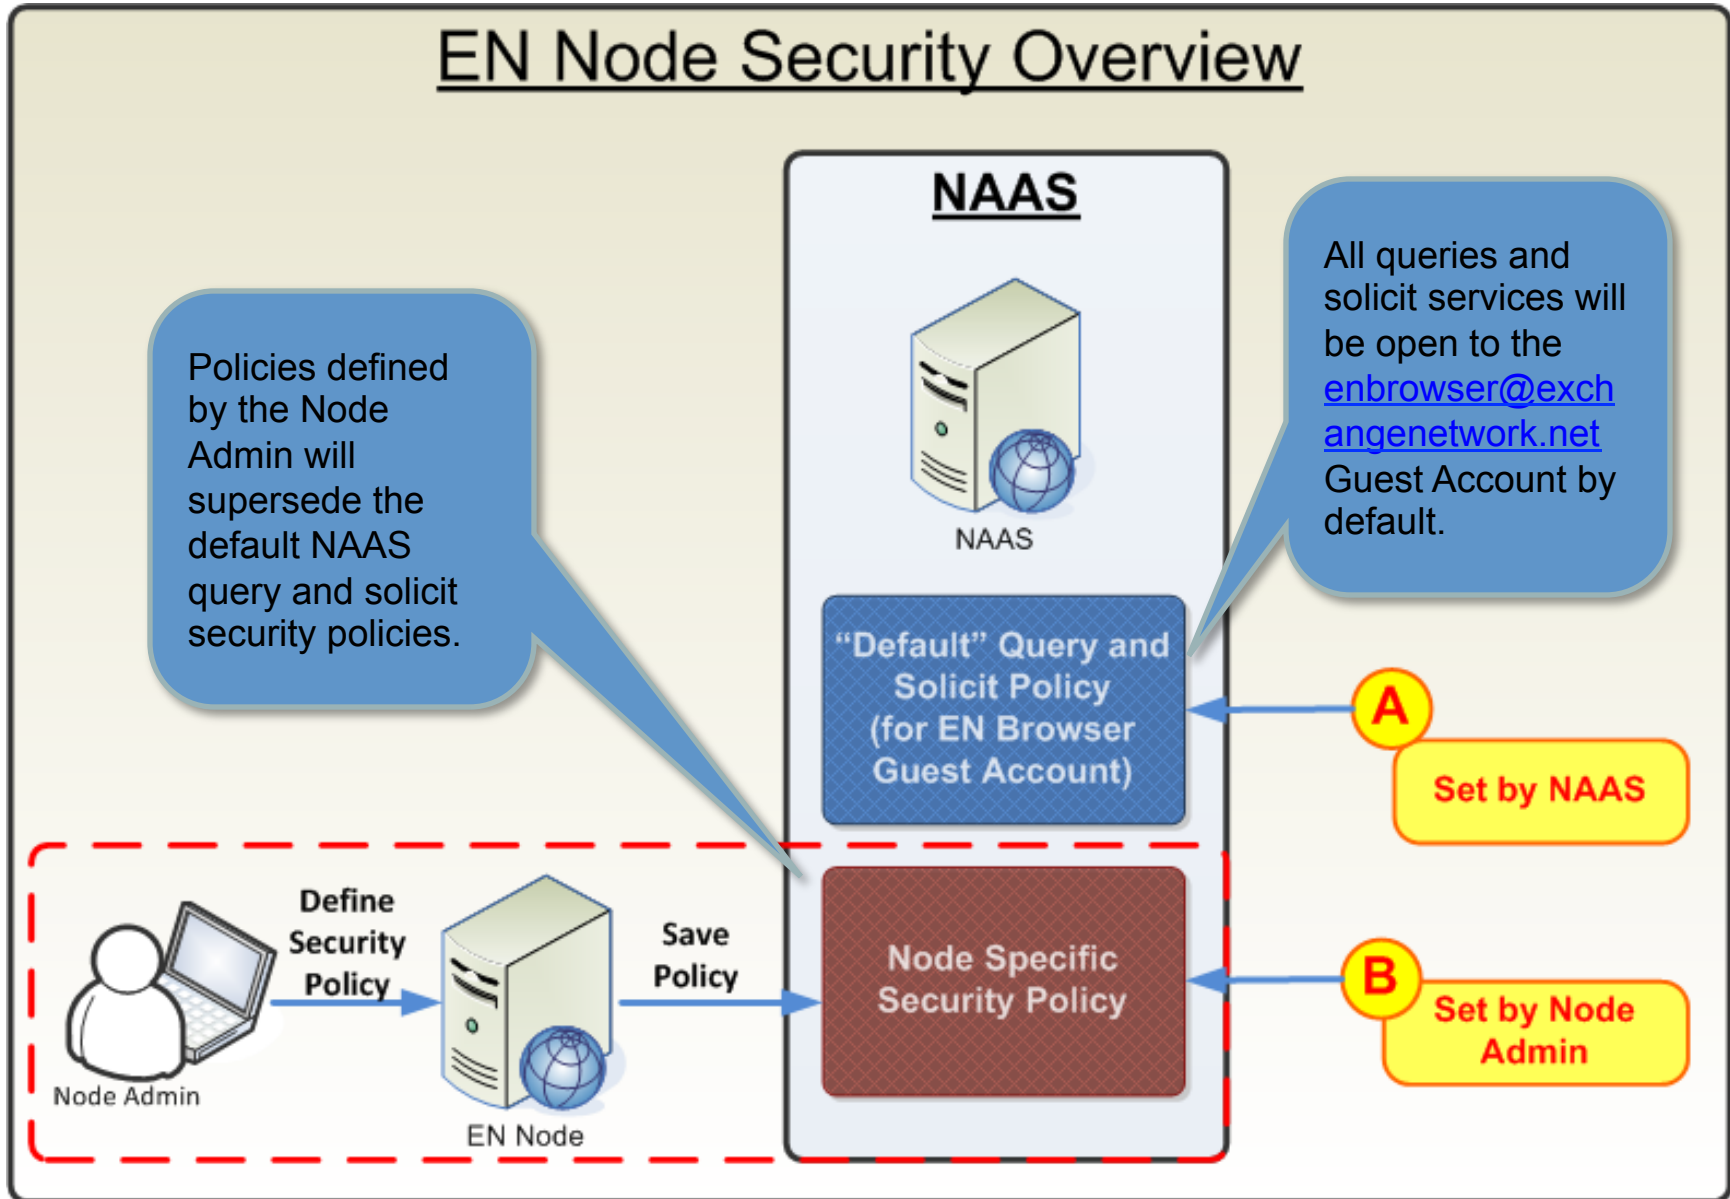 EN Node Security Overview
NAAS
NAAS
All queries and
solicit services will
be open to the
enbrowser@exch
angenetwork.net
Guest Account by
default.
Policies defined
by the Node
Admin will
supersede the
default NAAS
query and solicit
security policies.
“Default” Query and
Solicit Policy
(for EN Browser
Guest Account)
A
Set by NAAS
Define
Security
Policy
Save
Policy
Node Specific
Security Policy
B
Set by Node
Admin
Node Admin
EN Node